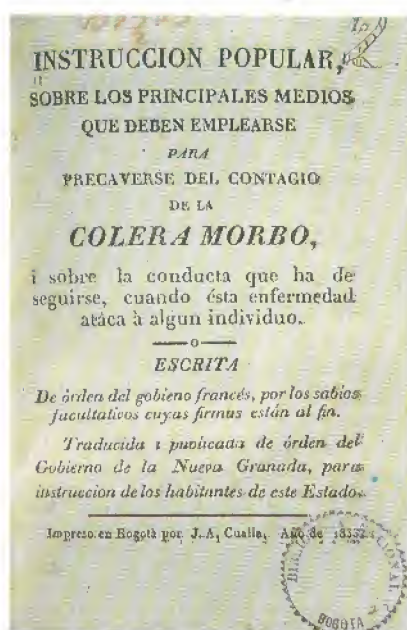 INSTRUCCION POPULAR,
SOBRE LOS PRINCIPALES MEDIOS
QUE DEBEN EMPLEARSE
PARA
PRECAVERSE DEL CONTAGIO
DE LA
COLERA MORBO,
i sobre la conducta que ha de
seguirse, cuando ésta enfermedad
atáca à algun individuo.
ESCRITA
De órden del gobieno francés, por los sabios
facultativos cuyas firmas están al fin.
Traducida i publicada de órden del
Gobierno de la Nueva Granada, para
instruccion de los habitantes de este Estado.
Impreso en Bogotà por J. A, Cualla, Año de
BOGOTA